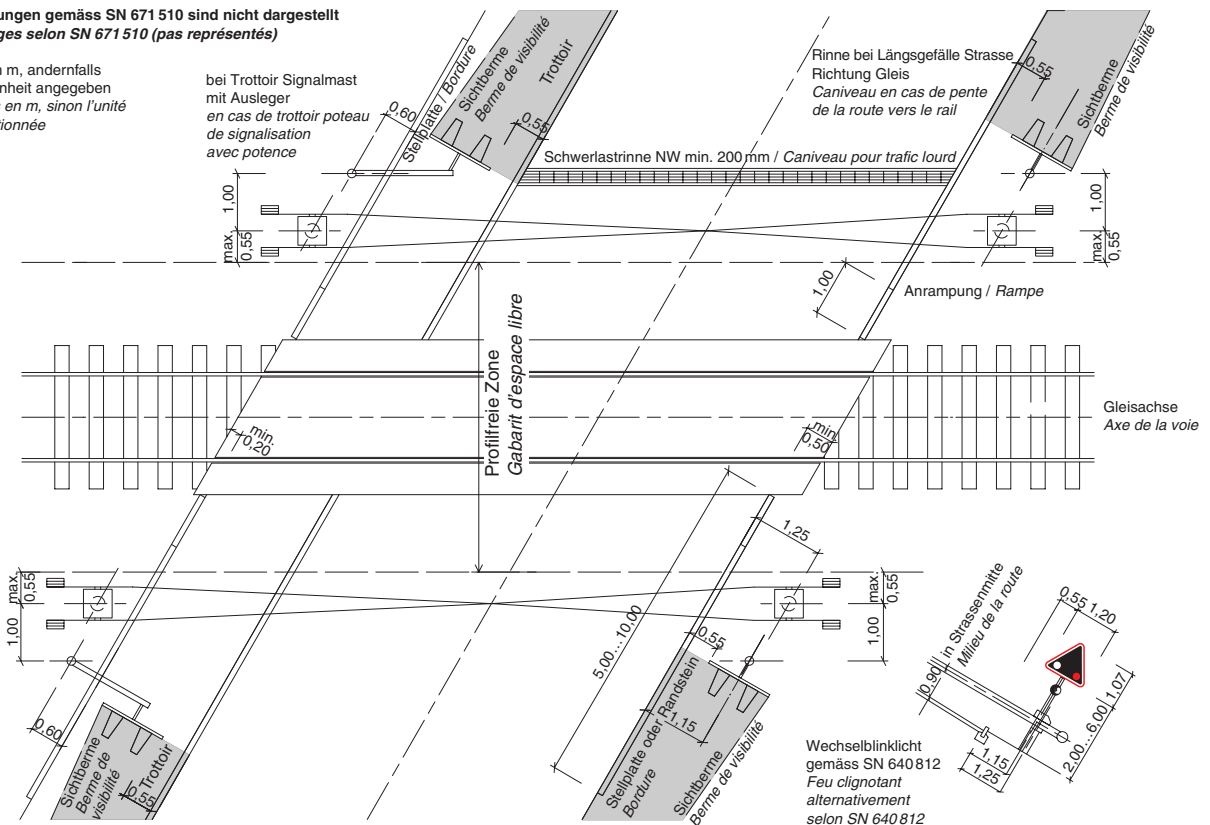 ungen gemäss SN 671 510 sind nicht dargestellt
ges selon SN 671 510 (pas représentés)
n m, andernfalls
nheit angegeben
en m, sinon l'unité
tionnée
bei Trottoir Signalmast
mit Ausleger
en cas de trottoir poteau
de signalisation
avec potence
0,60
Stellplatte / Bordure
Sichtberme
Berme de visibilité
Trottoir
0,55
Rinne bei Längsgefälle Strasse
Richtung Gleis
Caniveau en cas de pente
de la route vers le rail
0,55
Sichtberme
Berme de visibilité
Schwerlastrinne NW min. 200 mm / Caniveau pour trafic lourd
1,00
max.
0,55
1,00
max.
0,55
1,00
Anrampung / Rampe
Profilfreie Zone
Gabarit d'espace libre
Gleisachse
Axe de la voie
min.
0,20
min.
0,50
1,25
max.
0,55
1,00
max.
0,55
1,00
5,00...10,00
0,55
1,15
Stellplatte oder Randstein
Bordure
Sichtberme
Berme de visibilité
0,60
Sichtberme
Berme de
visibilité
Trottoir
0,55
in Strassenmitte
Milieu de la route
0,55
1,20
0,90
1,07
2,00...6,00
1,15
1,25
Wechselblinklicht
gemäss SN 640 812
Feu clignotant
alternativement
selon SN 640 812